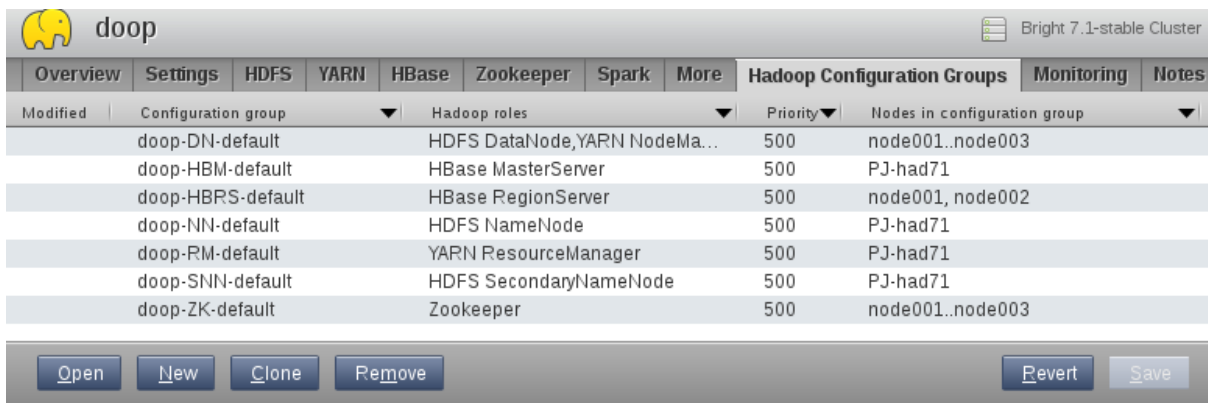 doop Bright 7.1-stable Cluster
Overview Settings HDFS YARN HBase Zookeeper Spark More Hadoop Configuration Groups Monitoring Notes
Modified Configuration group Hadoop roles Priority Nodes in configuration group
doop-DN-default HDFS DataNode,YARN NodeMa... 500 node001..node003
doop-HBM-default HBase MasterServer 500 PJ-had71
doop-HBRS-default HBase RegionServer 500 node001, node002
doop-NN-default HDFS NameNode 500 PJ-had71
doop-RM-default YARN ResourceManager 500 PJ-had71
doop-SNN-default HDFS SecondaryNameNode 500 PJ-had71
doop-ZK-default Zookeeper 500 node001..node003
Open New Clone Remove Revert Save